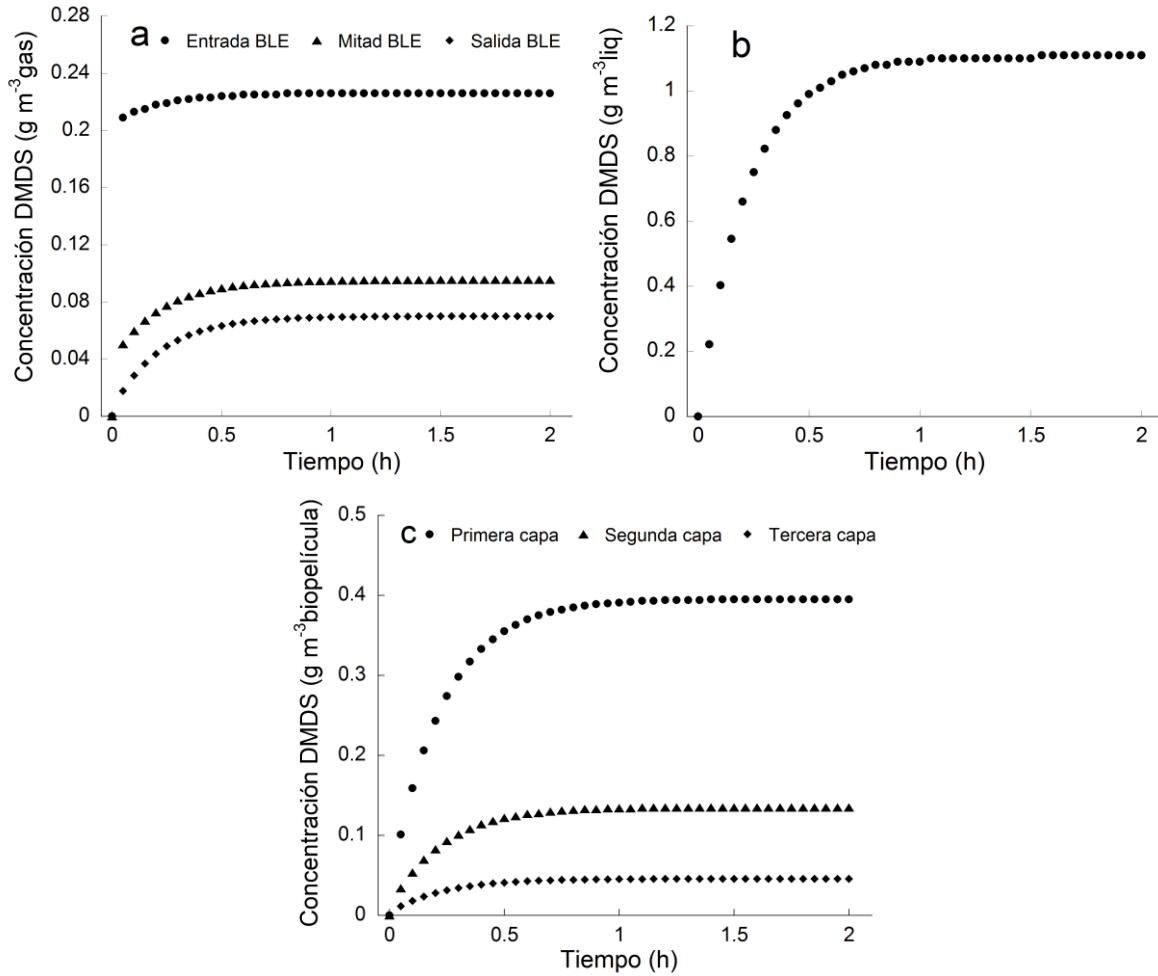 a ● Entrada BLE ▲ Mitad BLE ◆ Salida BLE
Concentración DMDS (g m⁻³gas)
0.28
0.24
0.2
0.16
0.12
0.08
0.04
0
0 0.5 1 1.5 2
Tiempo (h)
b
Concentración DMDS (g m⁻³liq)
1.2
1
0.8
0.6
0.4
0.2
0
0 0.5 1 1.5 2
Tiempo (h)
c ● Primera capa ▲ Segunda capa ◆ Tercera capa
Concentración DMDS (g m⁻³biopelícula)
0.5
0.4
0.3
0.2
0.1
0
0 0.5 1 1.5 2
Tiempo (h)